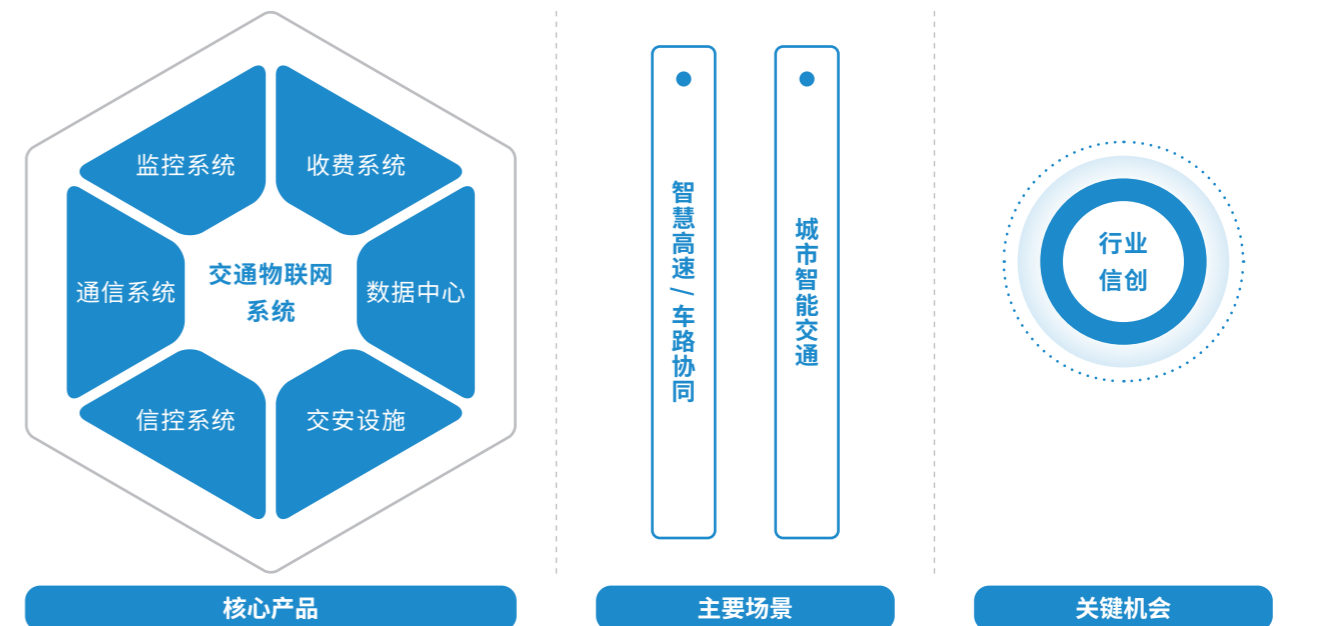 监控系统
收费系统
通信系统
交通物联网
系统
数据中心
信控系统
交安设施
核心产品
智慧高速/车路协同
城市智能交通
主要场景
行业
信创
关键机会